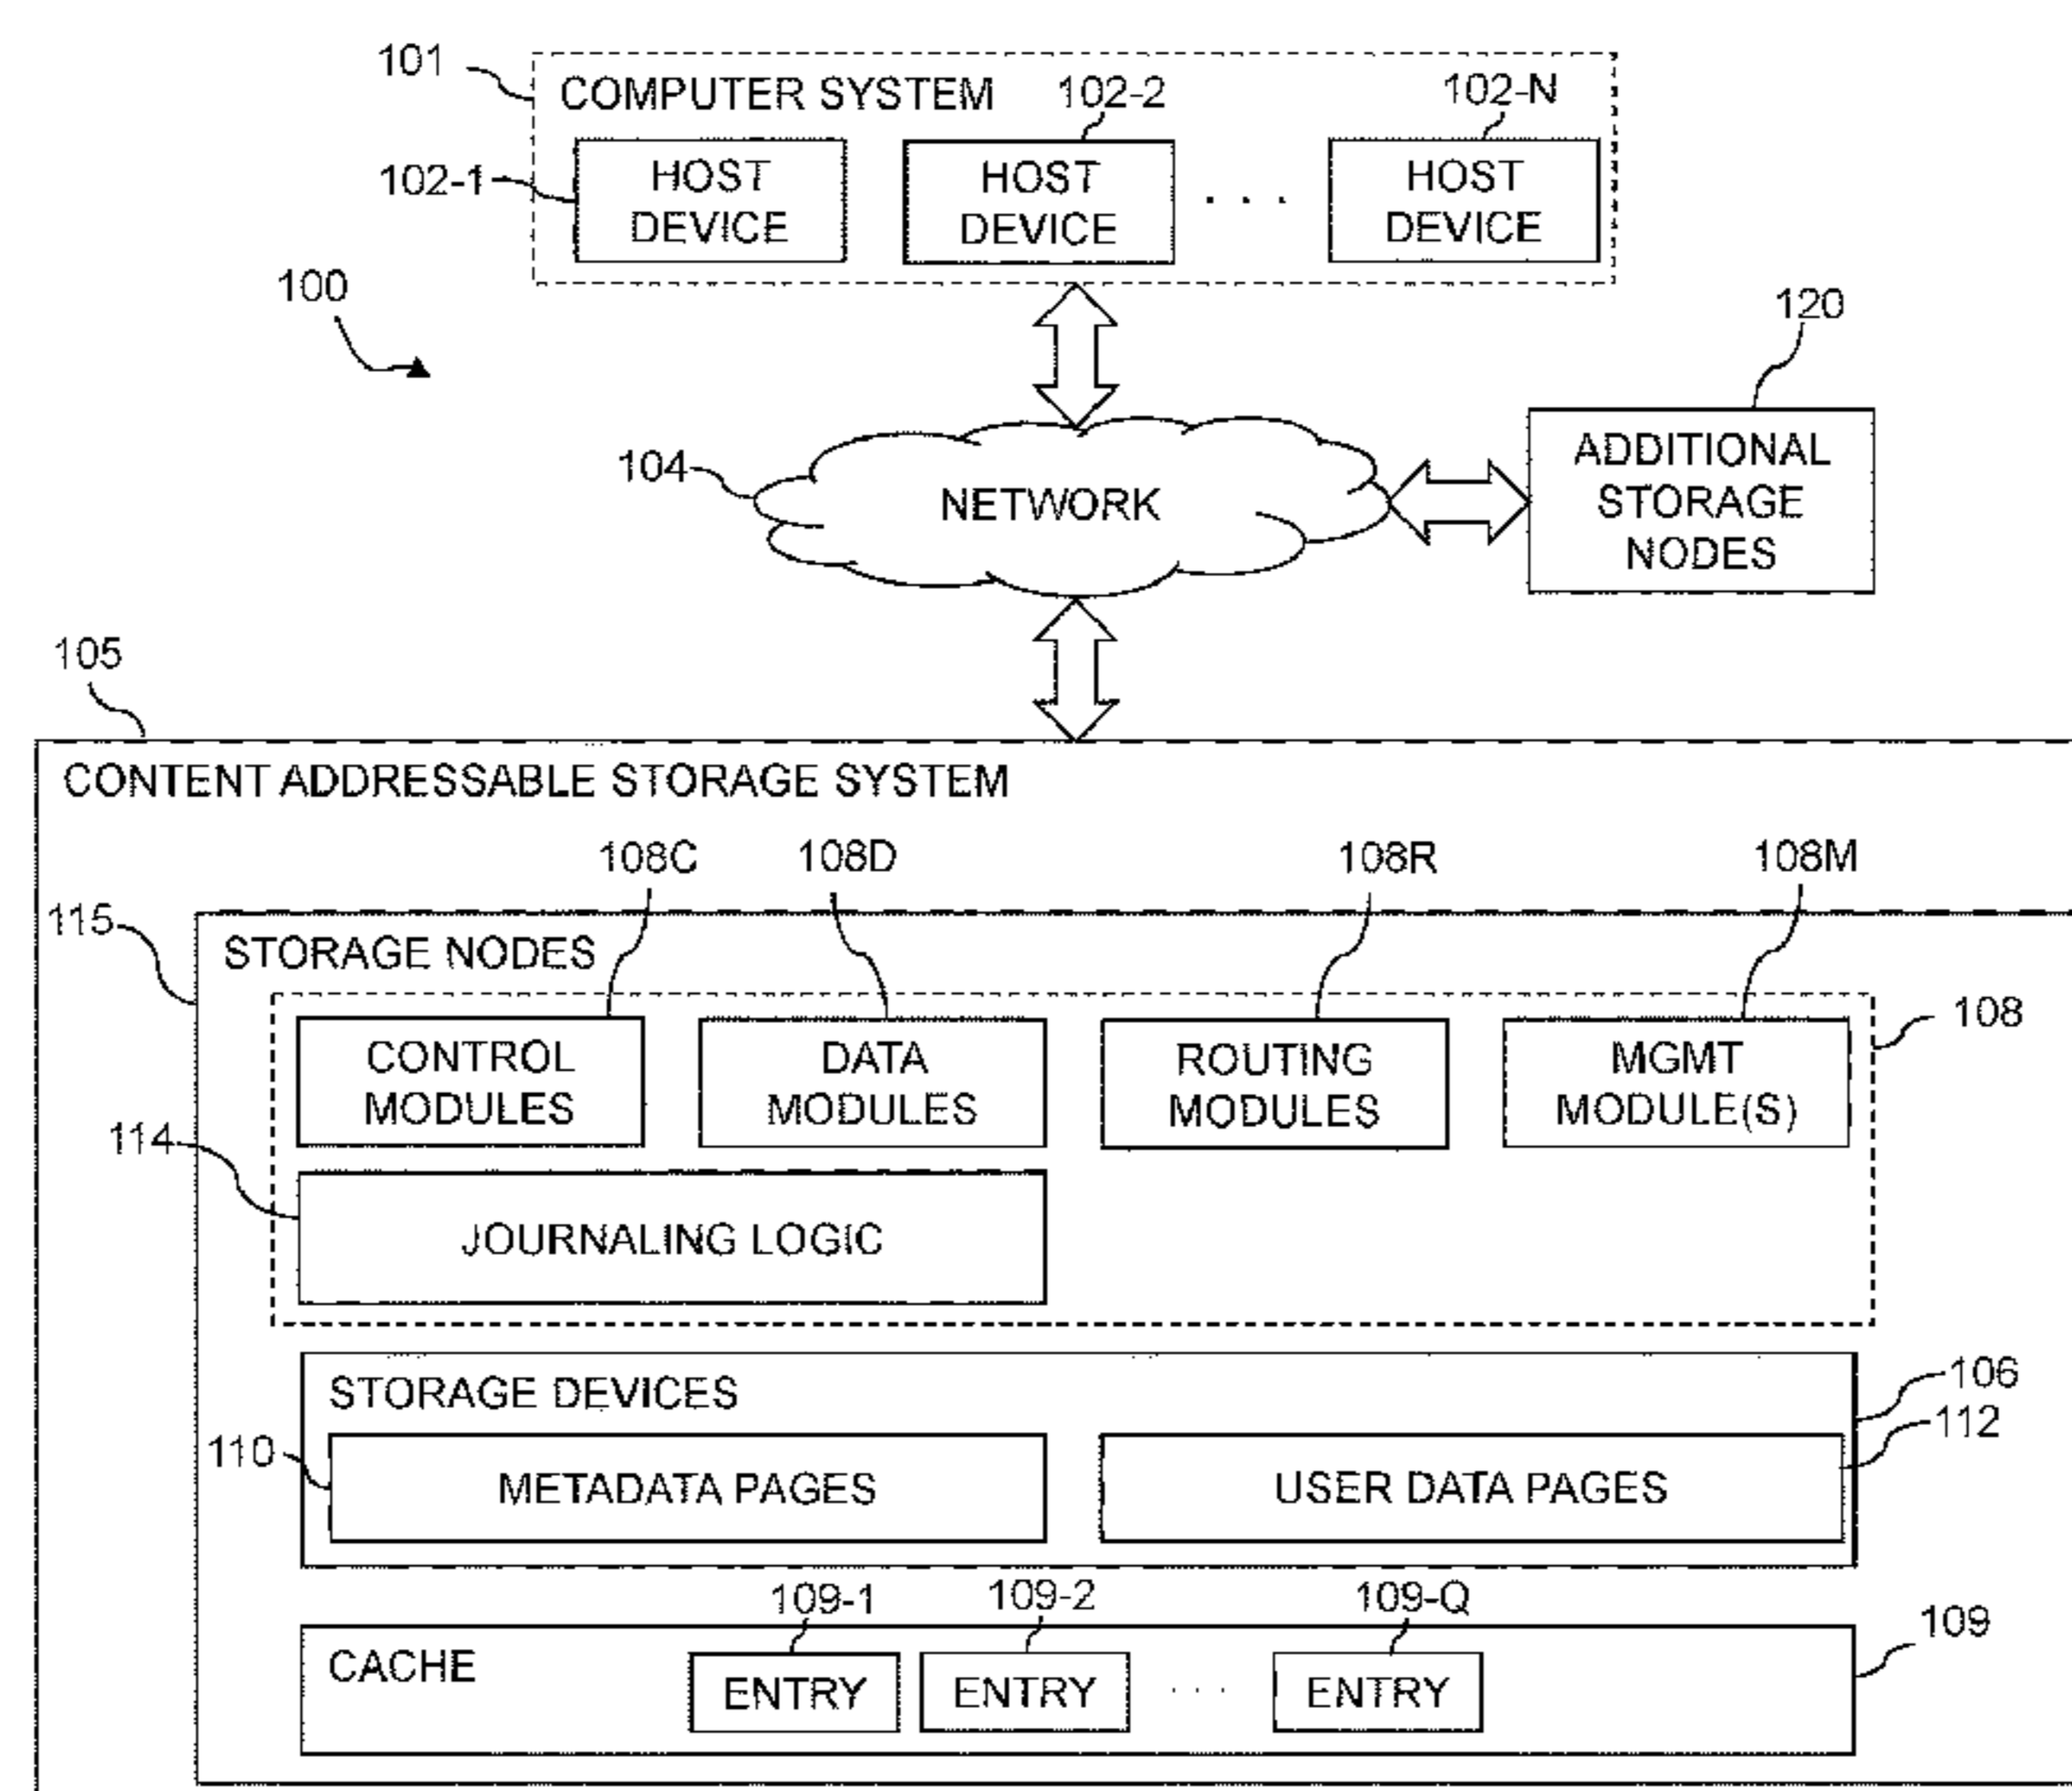 101
COMPUTER SYSTEM
102-2
102-N
102-1
HOST
DEVICE
HOST
DEVICE
. . .
HOST
DEVICE
100
120
104
NETWORK
ADDITIONAL
STORAGE
NODES
105
CONTENT ADDRESSABLE STORAGE SYSTEM
108C
108D
108R
108M
115
STORAGE NODES
108
CONTROL
MODULES
DATA
MODULES
ROUTING
MODULES
MGMT
MODULE(S)
114
JOURNALING LOGIC
106
STORAGE DEVICES
112
110
METADATA PAGES
USER DATA PAGES
109-1
109-2
109-Q
109
CACHE
ENTRY
ENTRY
. . .
ENTRY